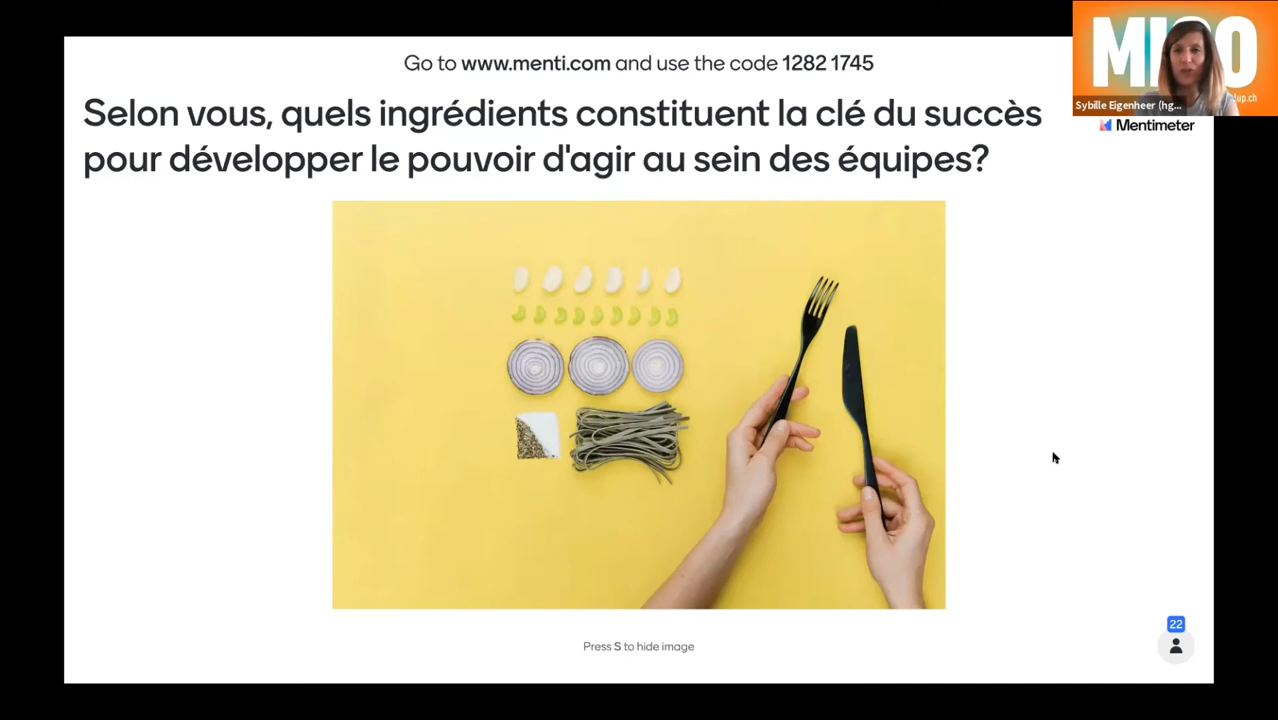 Go to www.menti.com and use the code 1282 1745
Selon vous, quels ingrédients constituent la clé du succès
pour développer le pouvoir d'agir au sein des équipes?
Sybille Eigenheer (hg...
Mentimeter
Press S to hide image
22